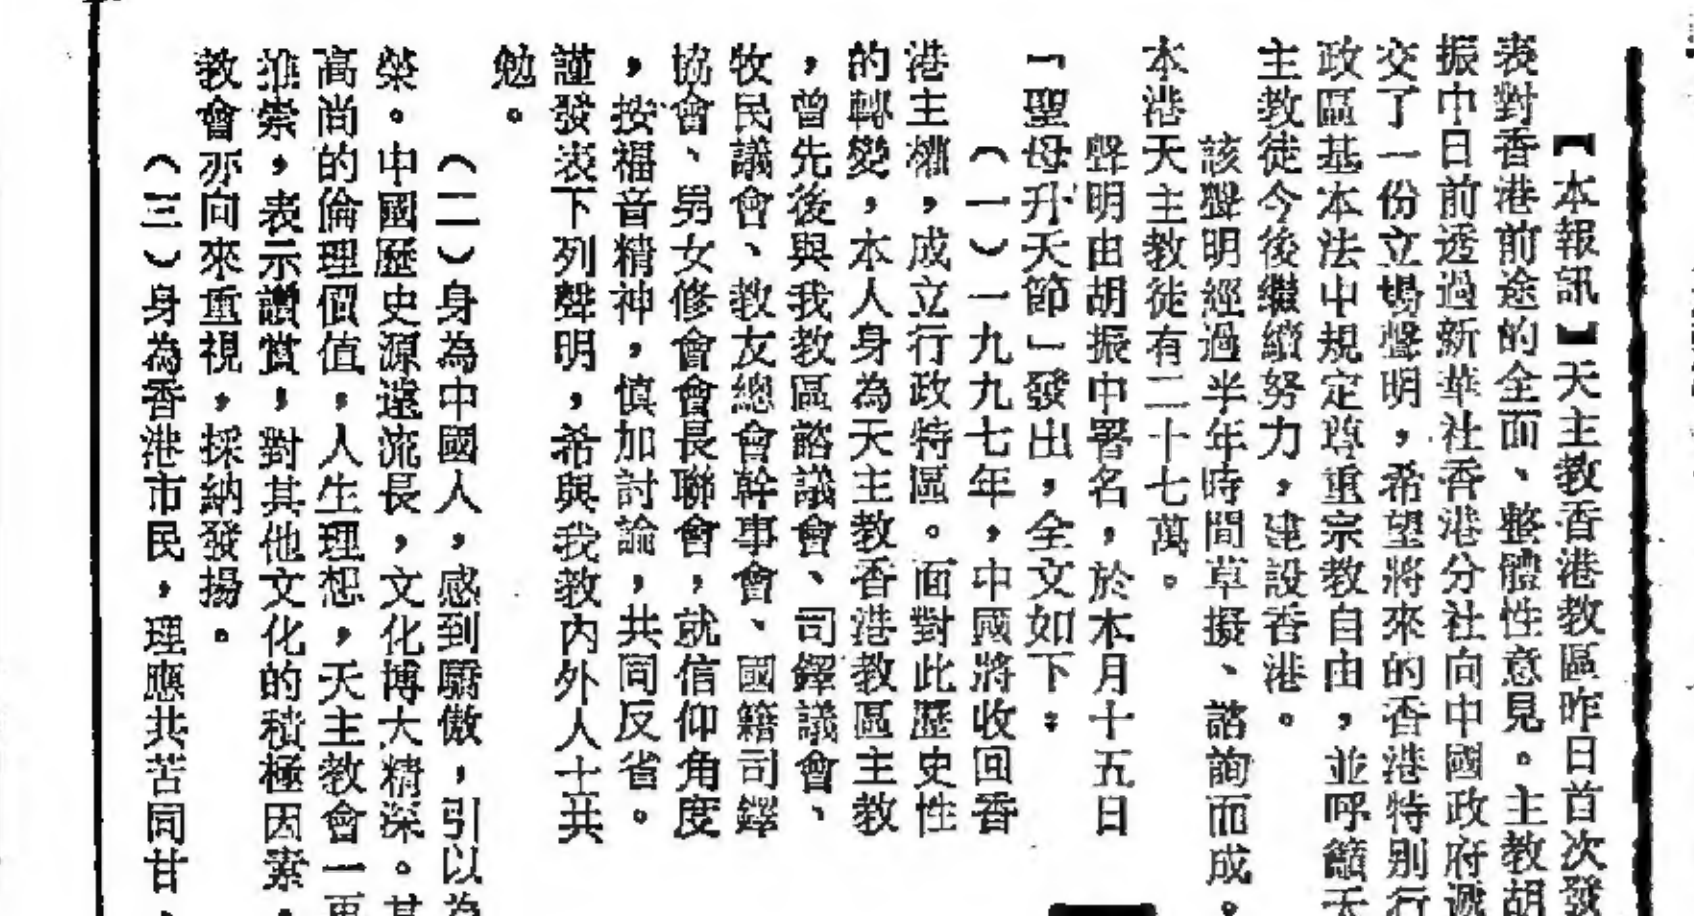 【本報訊】天主教香港教區昨日首次發
表對香港前途的全面、整體性意見。主教胡
振中日前透過新華社香港分社向中國政府遞
交了一份立場聲明,希望將來的香港特別行
政區基本法中規定尊重宗教自由,並呼籲天
主教徒今後繼續努力,建設香港。
該聲明經過半年時間草擬、諮詢而成。
本港天主教徒有二十七萬。
聲明由胡振中署名,於本月十五日
「聖母升天節」發出,全文如下:
(一)一九九七年,中國將收回香
港主權,成立行政特區。面對此歷史性
的轉變,本人身為天主教香港教區主教
,曾先後與我教區諮議會、司鐸議會、
牧民議會、教友總會幹事會、國籍司鐸
協會、男女修會會長聯會,就信仰角度
,按福音精神,慎加討論,共同反省。
謹發表下列聲明,希與我教內外人士共
勉。
(二)身為中國人,感到驕傲,引以為
榮。中國歷史源遠流長,文化博大精深。其
高尚的倫理價值,人生理想,天主教會一再
推崇,表示讚賞,對其他文化的積極因素,
教會亦向來重視,採納發揚。
(三)身為香港市民,理應共苦同甘、